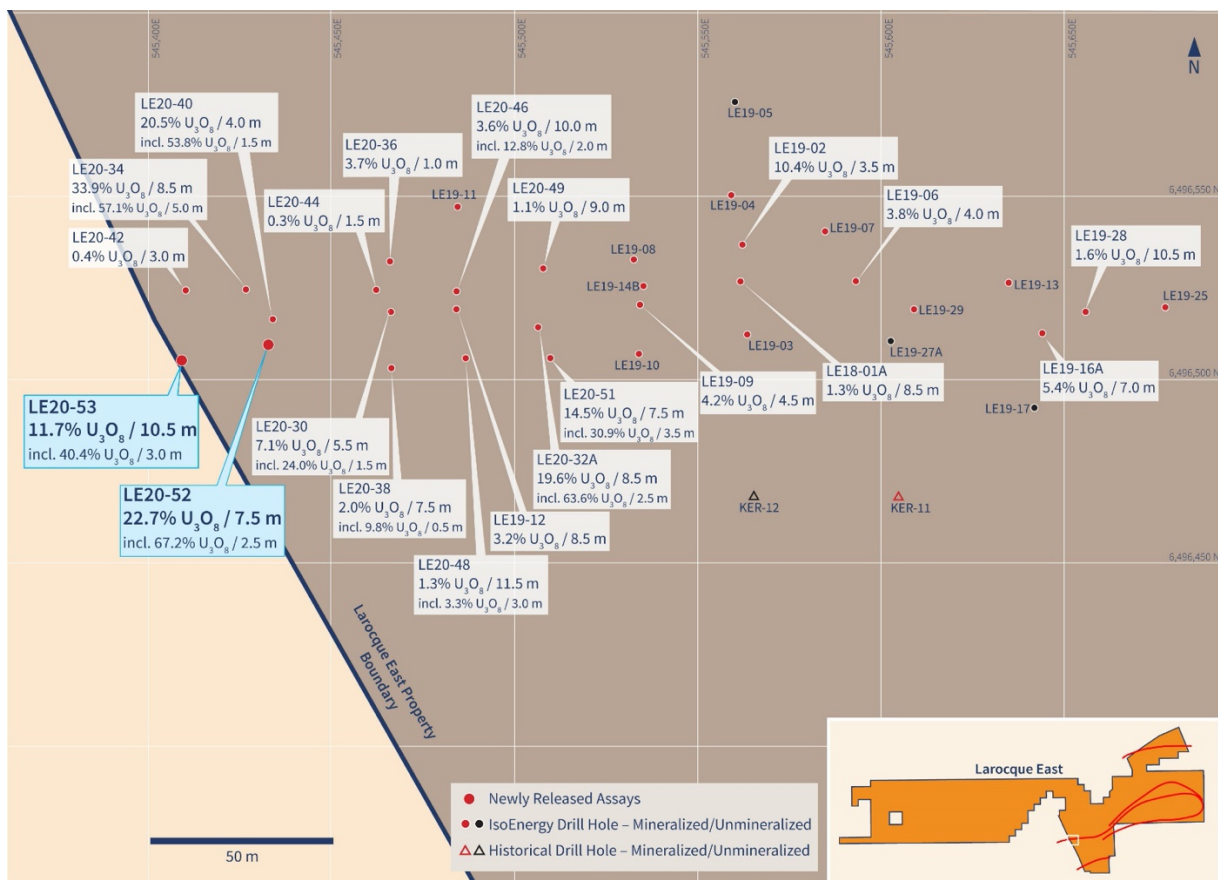 545,400E
545,450E
545,500E
545,550E
545,600E
545,650E
N
LE20-40
20.5% U₃O₈ / 4.0 m
incl. 53.8% U₃O₈ / 1.5 m
LE20-46
3.6% U₃O₈ / 10.0 m
incl. 12.8% U₃O₈ / 2.0 m
LE19-05
LE20-36
3.7% U₃O₈ / 1.0 m
LE19-02
10.4% U₃O₈ / 3.5 m
LE20-34
33.9% U₃O₈ / 8.5 m
incl. 57.1% U₃O₈ / 5.0 m
LE20-44
0.3% U₃O₈ / 1.5 m
LE19-11
LE20-49
1.1% U₃O₈ / 9.0 m
LE19-04
LE19-06
3.8% U₃O₈ / 4.0 m
6,496,550 N
LE20-42
0.4% U₃O₈ / 3.0 m
LE19-08
LE19-07
LE19-28
1.6% U₃O₈ / 10.5 m
LE19-14B
LE19-13
LE19-25
LE19-29
LE19-03
LE19-27A
LE19-10
LE19-09
4.2% U₃O₈ / 4.5 m
LE18-01A
1.3% U₃O₈ / 8.5 m
LE19-16A
5.4% U₃O₈ / 7.0 m
6,496,500 N
LE20-53
11.7% U₃O₈ / 10.5 m
incl. 40.4% U₃O₈ / 3.0 m
LE20-51
14.5% U₃O₈ / 7.5 m
incl. 30.9% U₃O₈ / 3.5 m
LE19-17
LE20-30
7.1% U₃O₈ / 5.5 m
incl. 24.0% U₃O₈ / 1.5 m
LE20-32A
19.6% U₃O₈ / 8.5 m
incl. 63.6% U₃O₈ / 2.5 m
LE20-52
22.7% U₃O₈ / 7.5 m
incl. 67.2% U₃O₈ / 2.5 m
LE20-38
2.0% U₃O₈ / 7.5 m
incl. 9.8% U₃O₈ / 0.5 m
LE19-12
3.2% U₃O₈ / 8.5 m
KER-12
KER-11
LE20-48
1.3% U₃O₈ / 11.5 m
incl. 3.3% U₃O₈ / 3.0 m
6,496,450 N
Larocque East Property
Boundary
Larocque East
Newly Released Assays
IsoEnergy Drill Hole – Mineralized/Unmineralized
Historical Drill Hole – Mineralized/Unmineralized
50 m